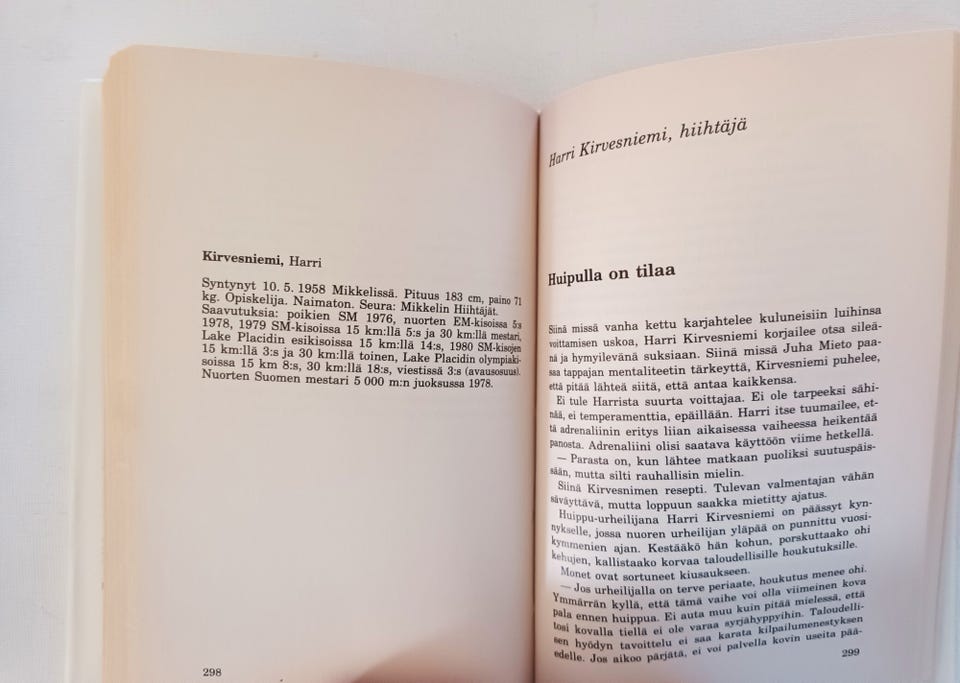 Kirvesniemi, Harri
Syntynyt 10. 5. 1958 Mikkelissä. Pituus 183 cm, paino 71
kg. Opiskelija. Naimaton. Seura: Mikkelin Hiihtäjät.
Saavutuksia: poikien SM 1976, nuorten EM-kisoissa 5:s
1978, 1979 SM-kisoissa 15 km:llä 5:s ja 30 km:llä mestari,
Lake Placidin esikisoissa 15 km:llä 14:s, 1980 SM-kisojen
15 km:llä 3:s ja 30 km:llä toinen, Lake Placidin olympiaki-
soissa 15 km 8:s, 30 km:llä 18:s, viestissä 3:s (avausosuus).
Nuorten Suomen mestari 5 000 m:n juoksussa 1978.
298
Harri Kirvesniemi, hiihtäjä
Huipulla on tilaa
Siinä missä vanha kettu karjahtelee kuluneisiin luihinsa
voittamisen uskoa, Harri Kirvesniemi korjailee otsa sileä-
nä ja hymyilevänä suksiaan. Siinä missä Juha Mieto paa-
saa tappajan mentaliteetin tärkeyttä, Kirvesniemi puhelee,
että pitää lähteä siitä, että antaa kaikkensa.
Ei tule Harrista suurta voittajaa. Ei ole tarpeeksi sähi-
nää, ei temperamenttia, epäillään. Harri itse tuumailee, et-
tä adrenaliinin eritys liian aikaisessa vaiheessa heikentää
panosta. Adrenaliini olisi saatava käyttöön viime hetkellä.
— Parasta on, kun lähtee matkaan puoliksi suutuspäis-
sään, mutta silti rauhallisin mielin.
Siinä Kirvesnimen resepti. Tulevan valmentajan vähän
säväyttävä, mutta loppuun saakka mietitty ajatus.
Huippu-urheilijana Harri Kirvesniemi on päässyt kyn-
nykselle, jossa nuoren urheilijan yläpää on punnittu vuosi-
kymmenien ajan. Kestääkö hän kohun, porskuttaako ohi
kehujen, kallistaako korvaa taloudellisille houkutuksille.
Monet ovat sortuneet kiusaukseen.
— Jos urheilijalla on terve periaate, houkutus menee ohi.
Ymmärrän kyllä, että tämä vaihe voi olla viimeinen kova
pala ennen huippua. Ei auta muu kuin pitää mielessä, että
tosi kovalla tiellä ei ole varaa syrjähyppyihin. Taloudelli-
sen hyödyn tavoittelu ei saa karata kilpailumenestyksen
edelle. Jos aikoo pärjätä, ei voi palvella kovin useita pää-
299